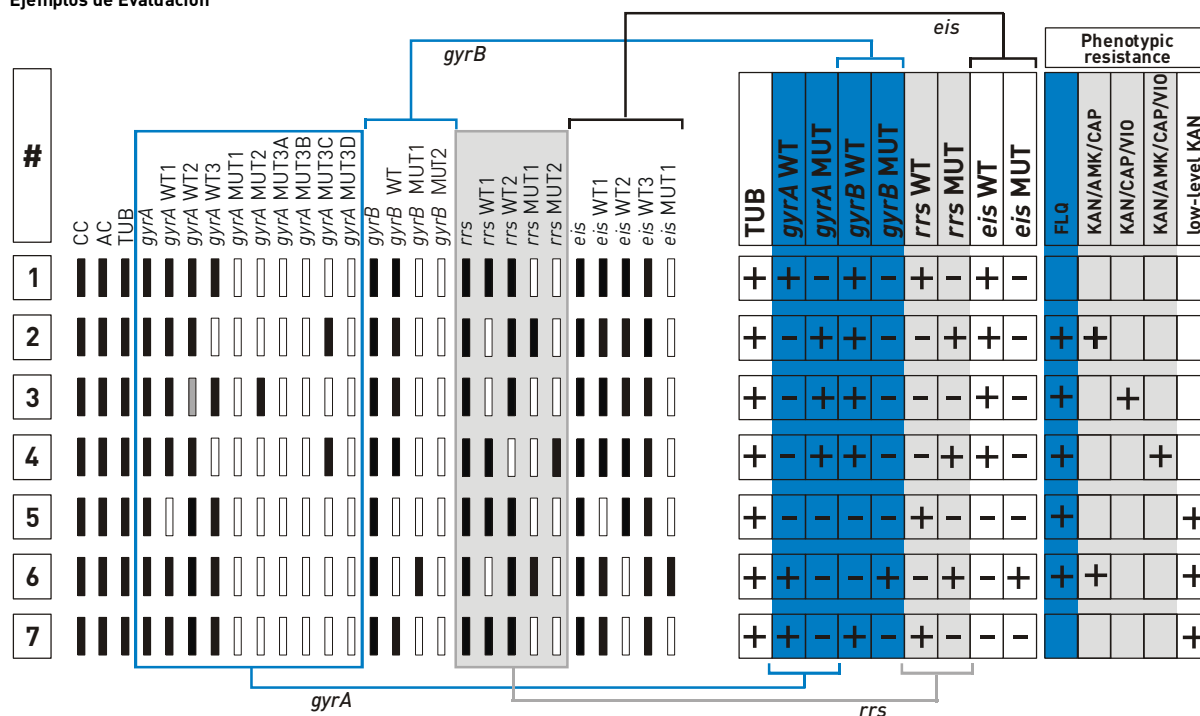 Ejemplos de Evaluación
gyrB
eis
Phenotypic
resistance
#
CC
AC
TUB
gyrA
gyrA WT1
gyrA WT2
gyrA WT3
gyrA MUT1
gyrA MUT2
gyrA MUT3A
gyrA MUT3B
gyrA MUT3C
gyrA MUT3D
gyrB
gyrB WT
gyrB MUT1
gyrB MUT2
rrs
rrs WT1
rrs WT2
rrs MUT1
rrs MUT2
eis
eis WT1
eis WT2
eis WT3
eis MUT1
TUB
gyrA WT
gyrA MUT
gyrB WT
gyrB MUT
rrs WT
rrs MUT
eis WT
eis MUT
FLQ
KAN/AMK/CAP
KAN/CAP/VIO
KAN/AMK/CAP/VIO
low-level KAN
1 + + − + − + − + −
2 + − + + − − + + − + +
3 + − + + − − − + − + +
4 + − + + − − + + − + +
5 + − − − − + − − − + +
6 + + − − + − + − + + + +
7 + + − + − + − − − +
gyrA
rrs